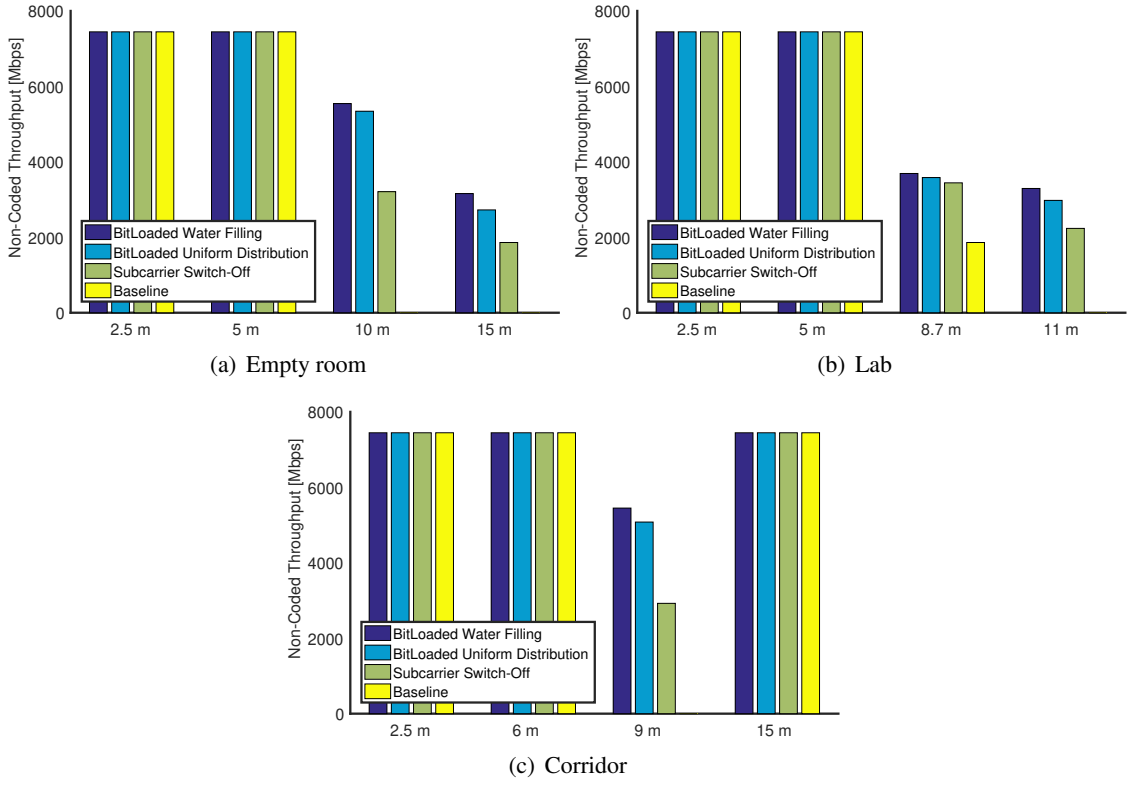 8000
6000
4000
2000
0
Non-Coded Throughput [Mbps]
BitLoaded Water Filling
BitLoaded Uniform Distribution
Subcarrier Switch-Off
Baseline
2.5 m 5 m 10 m 15 m
(a) Empty room
8000
6000
4000
2000
0
Non-Coded Throughput [Mbps]
BitLoaded Water Filling
BitLoaded Uniform Distribution
Subcarrier Switch-Off
Baseline
2.5 m 5 m 8.7 m 11 m
(b) Lab
8000
6000
4000
2000
0
Non-Coded Throughput [Mbps]
BitLoaded Water Filling
BitLoaded Uniform Distribution
Subcarrier Switch-Off
Baseline
2.5 m 6 m 9 m 15 m
(c) Corridor